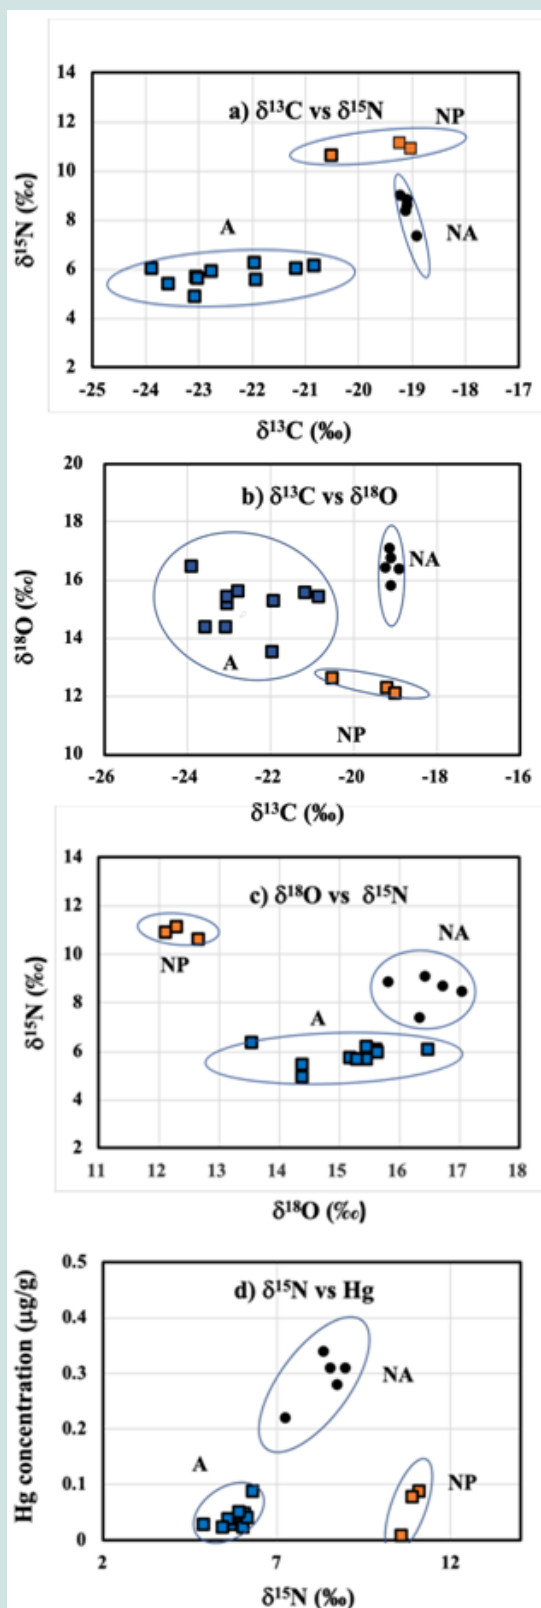 14
a) δ¹³C vs δ¹⁵N
NP
12
10
8
A
NA
6
4
2
δ¹⁵N (‰)
-25 -24 -23 -22 -21 -20 -19 -18 -17
δ¹³C (‰)
20
b) δ¹³C vs δ¹⁸O
18
NA
16
14
A
12
NP
10
δ¹⁸O (‰)
-26 -24 -22 -20 -18 -16
δ¹³C (‰)
14
c) δ¹⁸O vs δ¹⁵N
12
NA
10
NP
8
A
6
4
2
δ¹⁵N (‰)
11 12 13 14 15 16 17 18
δ¹⁸O (‰)
0.5
d) δ¹⁵N vs Hg
0.4
0.3
NA
0.2
A
NP
0.1
0
Hg concentration (µg/g)
2 7 12
δ¹⁵N (‰)